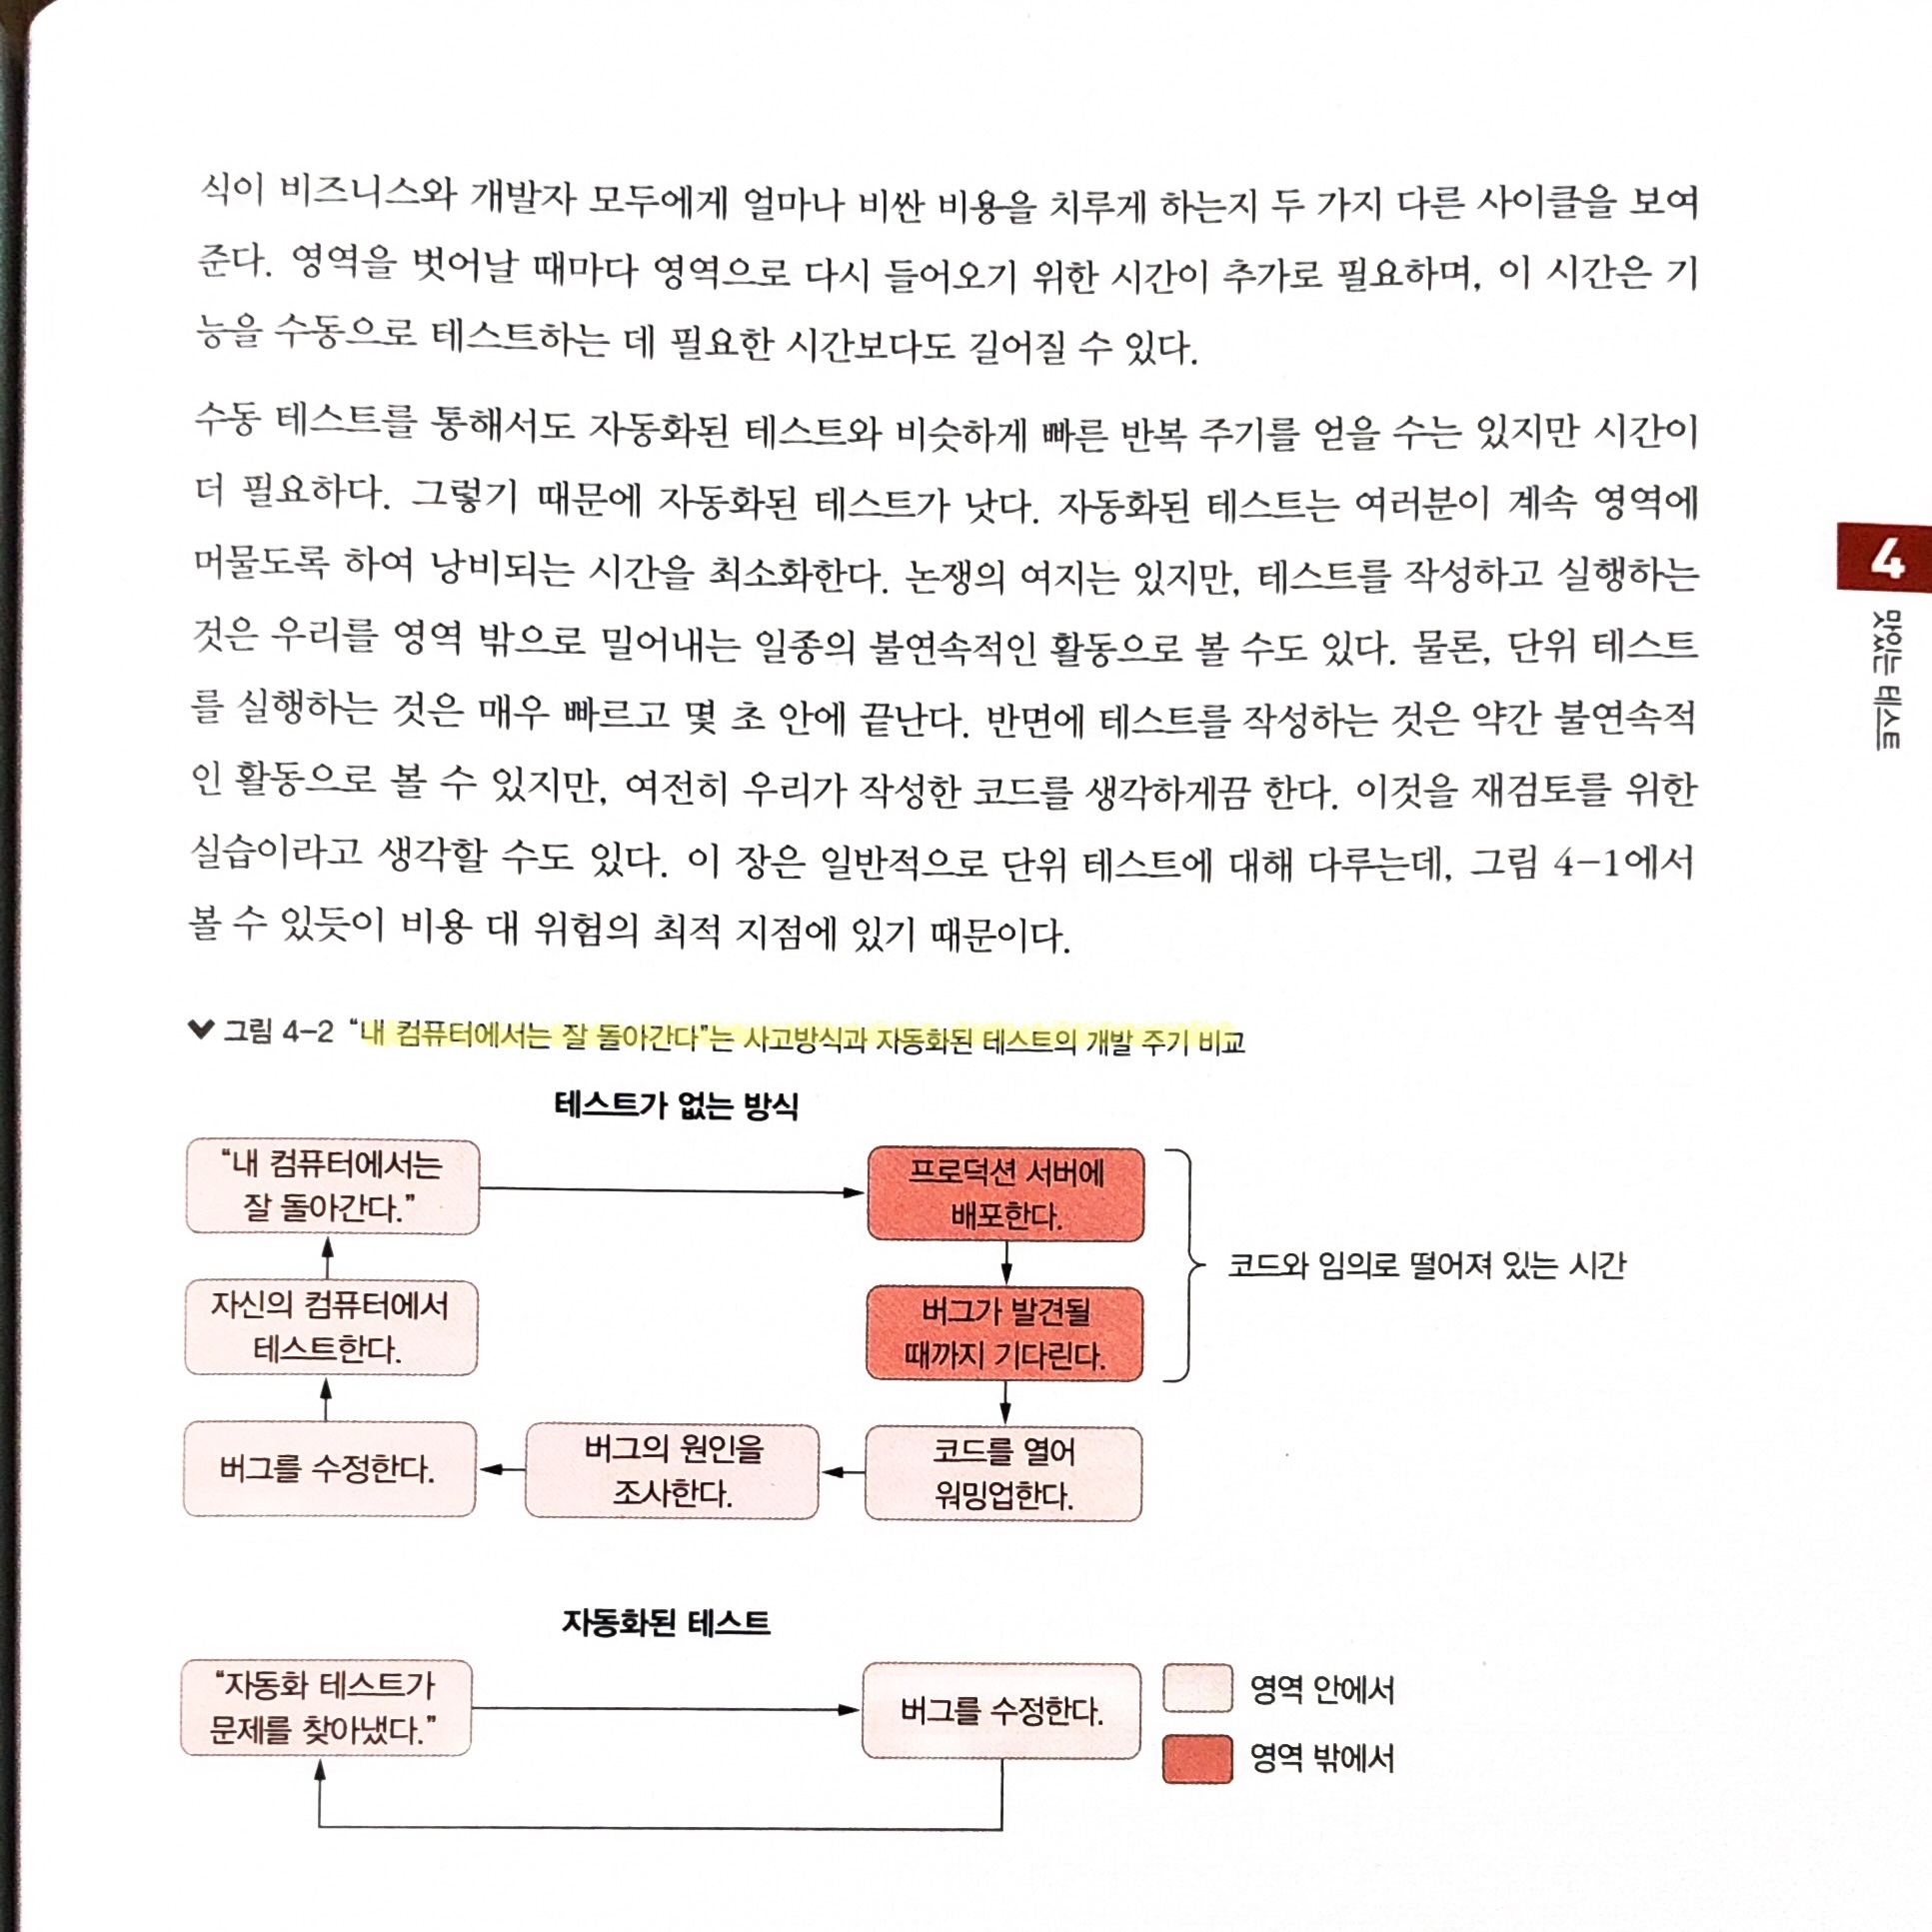 식이 비즈니스와 개발자 모두에게 얼마나 비싼 비용을 치루게 하는지 두 가지 다른 사이클을 보여
준다. 영역을 벗어날 때마다 영역으로 다시 들어오기 위한 시간이 추가로 필요하며, 이 시간은 기
능을 수동으로 테스트하는 데 필요한 시간보다도 길어질 수 있다.
수동 테스트를 통해서도 자동화된 테스트와 비슷하게 빠른 반복 주기를 얻을 수는 있지만 시간이
더 필요하다. 그렇기 때문에 자동화된 테스트가 낫다. 자동화된 테스트는 여러분이 계속 영역에
머물도록 하여 낭비되는 시간을 최소화한다. 논쟁의 여지는 있지만, 테스트를 작성하고 실행하는
것은 우리를 영역 밖으로 밀어내는 일종의 불연속적인 활동으로 볼 수도 있다. 물론, 단위 테스트
를 실행하는 것은 매우 빠르고 몇 초 안에 끝난다. 반면에 테스트를 작성하는 것은 약간 불연속적
인 활동으로 볼 수 있지만, 여전히 우리가 작성한 코드를 생각하게끔 한다. 이것을 재검토를 위한
실습이라고 생각할 수도 있다. 이 장은 일반적으로 단위 테스트에 대해 다루는데, 그림 4-1에서
볼 수 있듯이 비용 대 위험의 최적 지점에 있기 때문이다.
4
맛있는 테스트
그림 4-2 “내 컴퓨터에서는 잘 돌아간다”는 사고방식과 자동화된 테스트의 개발 주기 비교
테스트가 없는 방식
“내 컴퓨터에서는
잘 돌아간다.”
프로덕션 서버에
배포한다.
코드와 임의로 떨어져 있는 시간
자신의 컴퓨터에서
테스트한다.
버그가 발견될
때까지 기다린다.
버그를 수정한다.
버그의 원인을
조사한다.
코드를 열어
워밍업한다.
자동화된 테스트
“자동화 테스트가
문제를 찾아냈다.”
버그를 수정한다.
영역 안에서
영역 밖에서